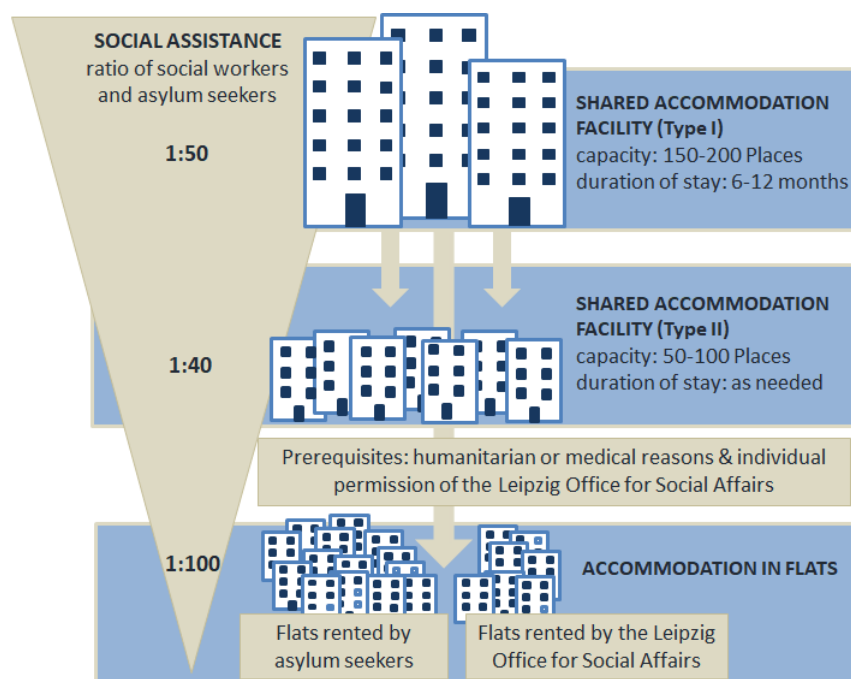 SOCIAL ASSISTANCE
ratio of social workers
and asylum seekers
1:50
SHARED ACCOMMODATION
FACILITY (Type I)
capacity: 150-200 Places
duration of stay: 6-12 months
1:40
SHARED ACCOMMODATION
FACILITY (Type II)
capacity: 50-100 Places
duration of stay: as needed
Prerequisites: humanitarian or medical reasons & individual
permission of the Leipzig Office for Social Affairs
1:100
ACCOMMODATION IN FLATS
Flats rented by
asylum seekers
Flats rented by the Leipzig
Office for Social Affairs